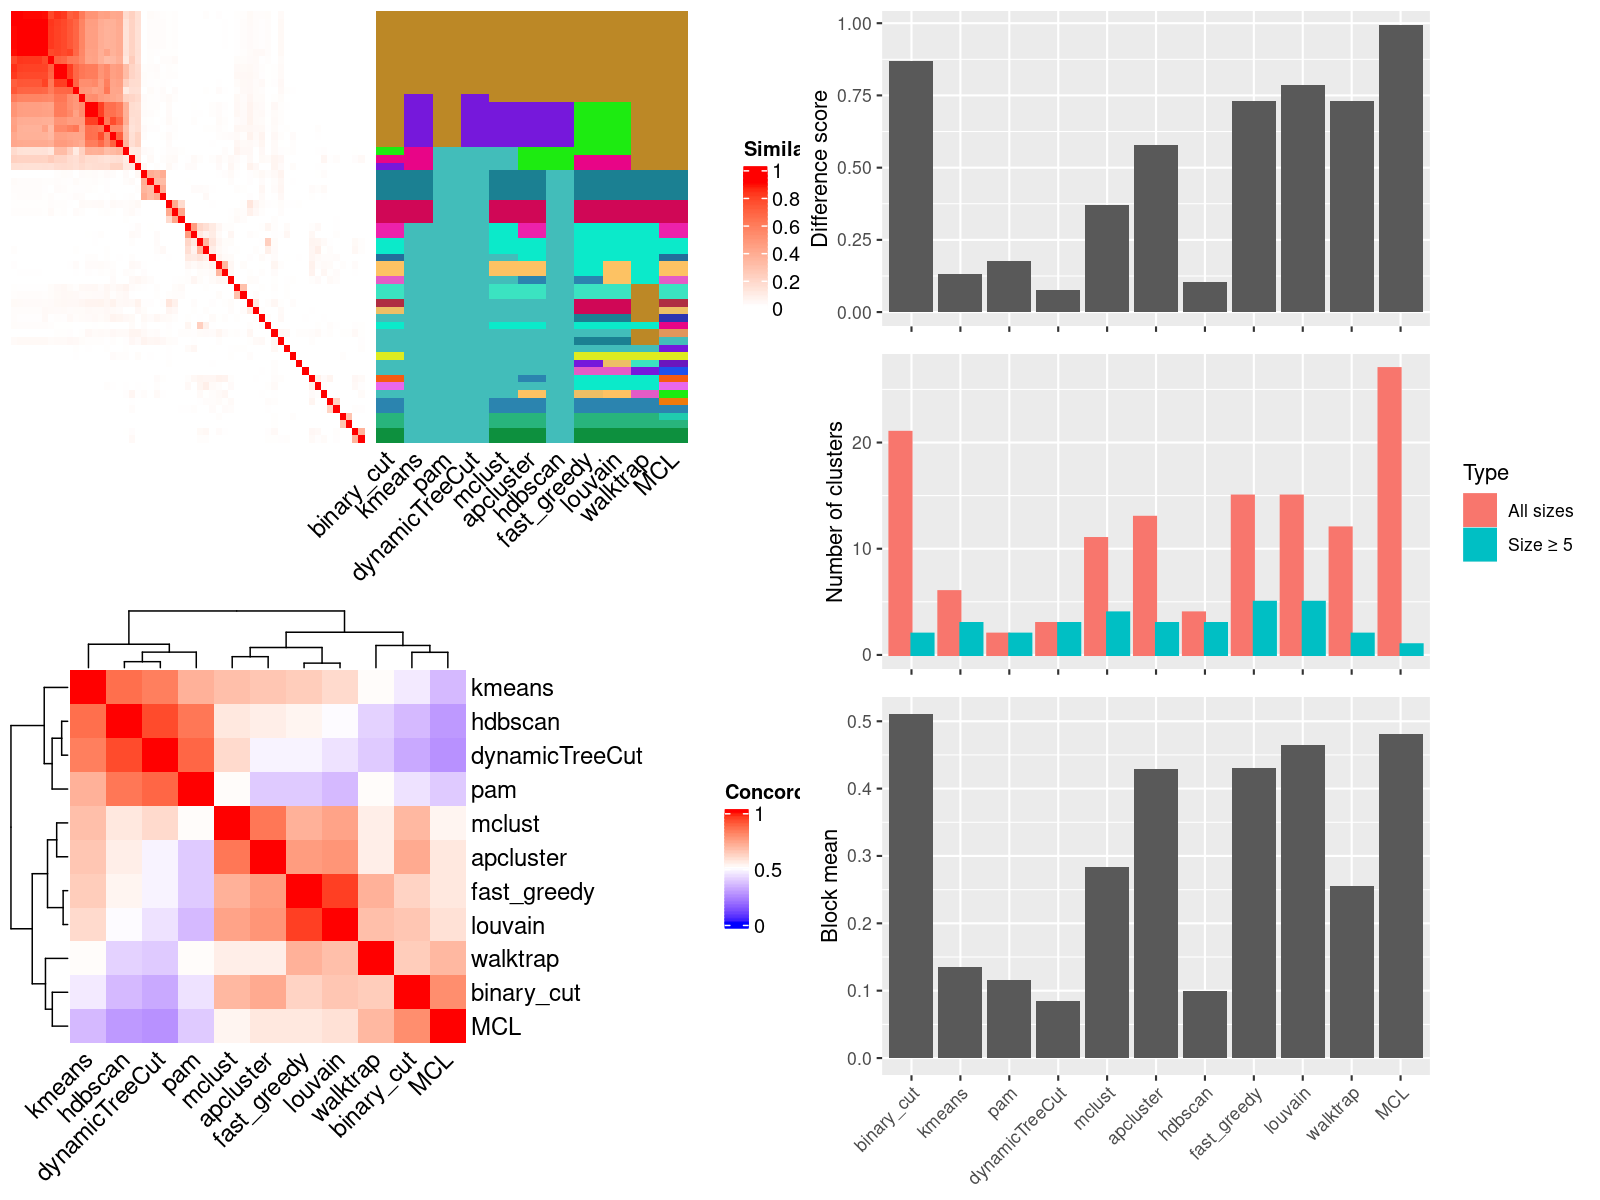 Simila
1
0.8
0.6
0.4
0.2
0
binary_cut
kmeans
pam
dynamicTreeCut
mclust
apcluster
hdbscan
fast_greedy
louvain
walktrap
MCL
Difference score
1.00
0.75
0.50
0.25
0.00
Number of clusters
20
10
0
Type
All sizes
Size ≥ 5
kmeans
hdbscan
dynamicTreeCut
pam
mclust
apcluster
fast_greedy
louvain
walktrap
binary_cut
MCL
kmeans
hdbscan
dynamicTreeCut
pam
mclust
apcluster
fast_greedy
louvain
walktrap
binary_cut
MCL
Concord
1
0.5
0
Block mean
0.5
0.4
0.3
0.2
0.1
0.0
binary_cut
kmeans
pam
dynamicTreeCut
mclust
apcluster
hdbscan
fast_greedy
louvain
walktrap
MCL